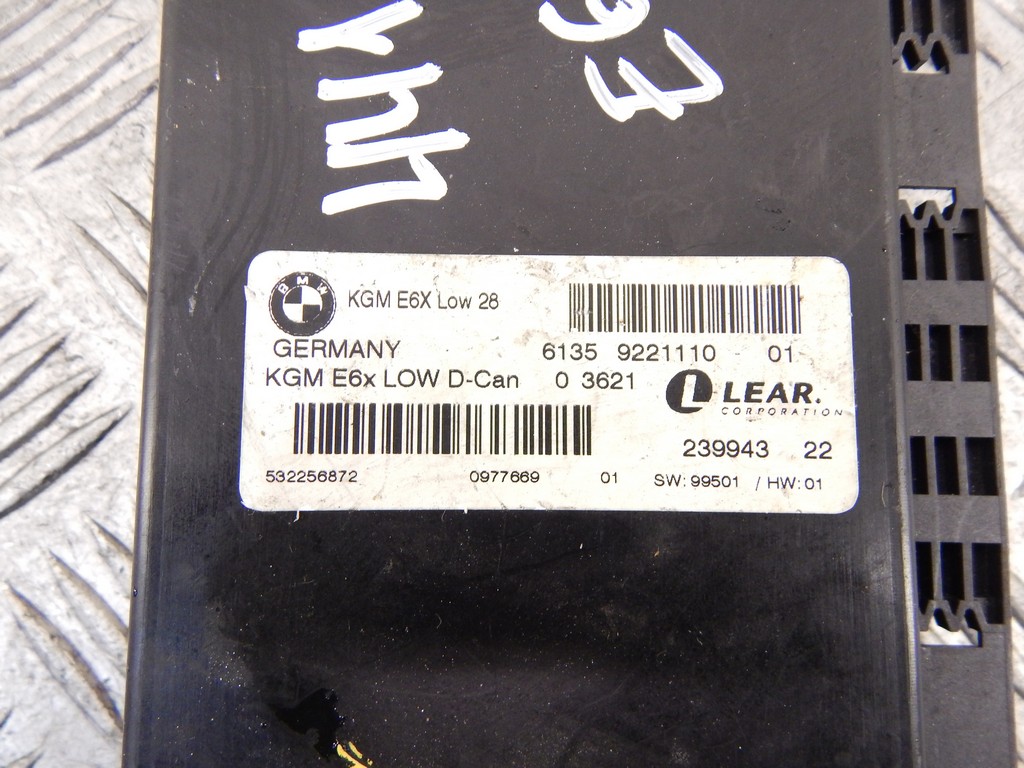 BMW
KGM E6X Low 28
GERMANY 6135 9221110 - 01
KGM E6x LOW D-Can 0 3621
L LEAR.
CORPORATION
239943 22
532256872 0977669 01 SW: 99501 / HW: 01